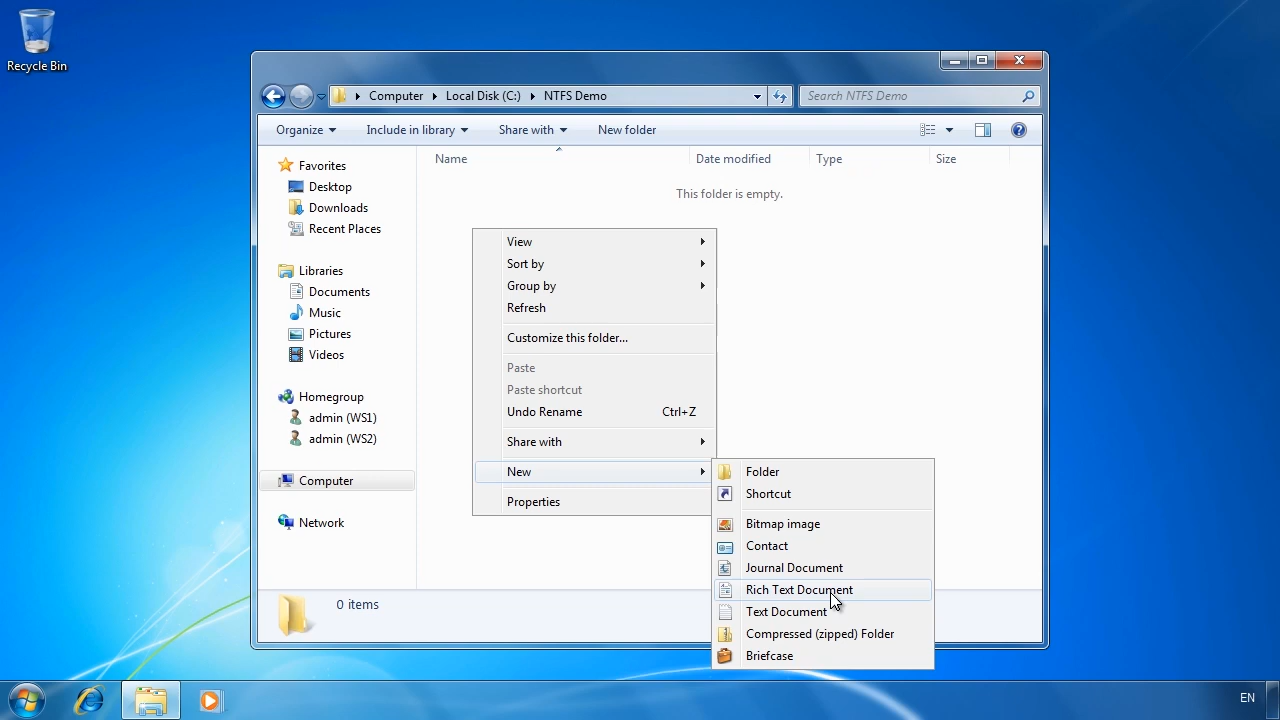 Recycle Bin
Computer Local Disk (C:) NTFS Demo
Search NTFS Demo
Organize Include in library Share with New folder
Name Date modified Type Size
This folder is empty.
Favorites
Desktop
Downloads
Recent Places
Libraries
Documents
Music
Pictures
Videos
Homegroup
admin (WS1)
admin (WS2)
Computer
Network
View
Sort by
Group by
Refresh
Customize this folder...
Paste
Paste shortcut
Undo Rename Ctrl+Z
Share with
New
Properties
Folder
Shortcut
Bitmap image
Contact
Journal Document
Rich Text Document
Text Document
Compressed (zipped) Folder
Briefcase
0 items
EN